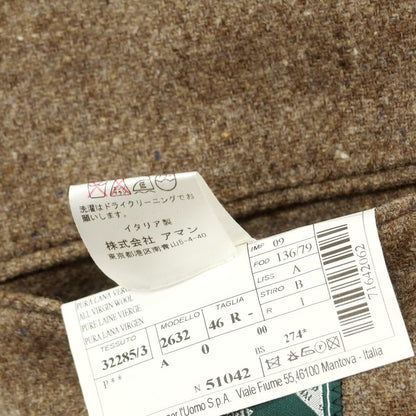 洗濯はドライクリーニングでお
願いします。
イタリア製
株式会社 アマン
東京都港区南青山5-4-40
PURA LANA VERGINE
ALL VIRGIN WOOL
PURE LAINE VIERGE
PURA LANA VIRGEN
TESSUTO
32285/3
P**
MODELLO
2632
TAGLIA
46 R -
A 0 00
IMP 09
FOD 136/79
LISS A
STIRO B
R 1
IIS 274*
N 51042
71642062
l'Uomo S.p.A. Viale Fiume 55,46100 Mantova - Italia